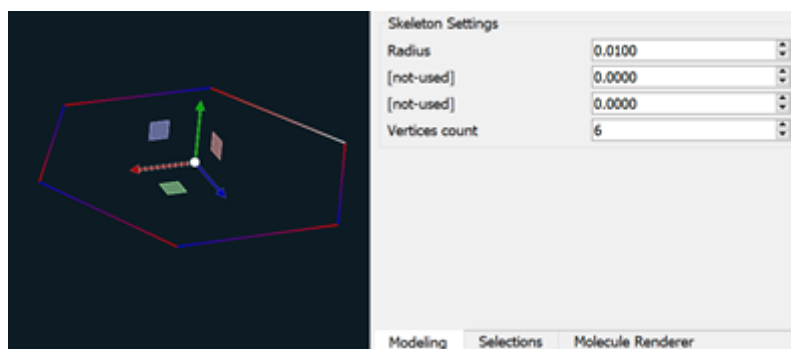 Skeleton Settings
Radius 0.0100
[not-used] 0.0000
[not-used] 0.0000
Vertices count 6
Modeling Selections Molecule Renderer